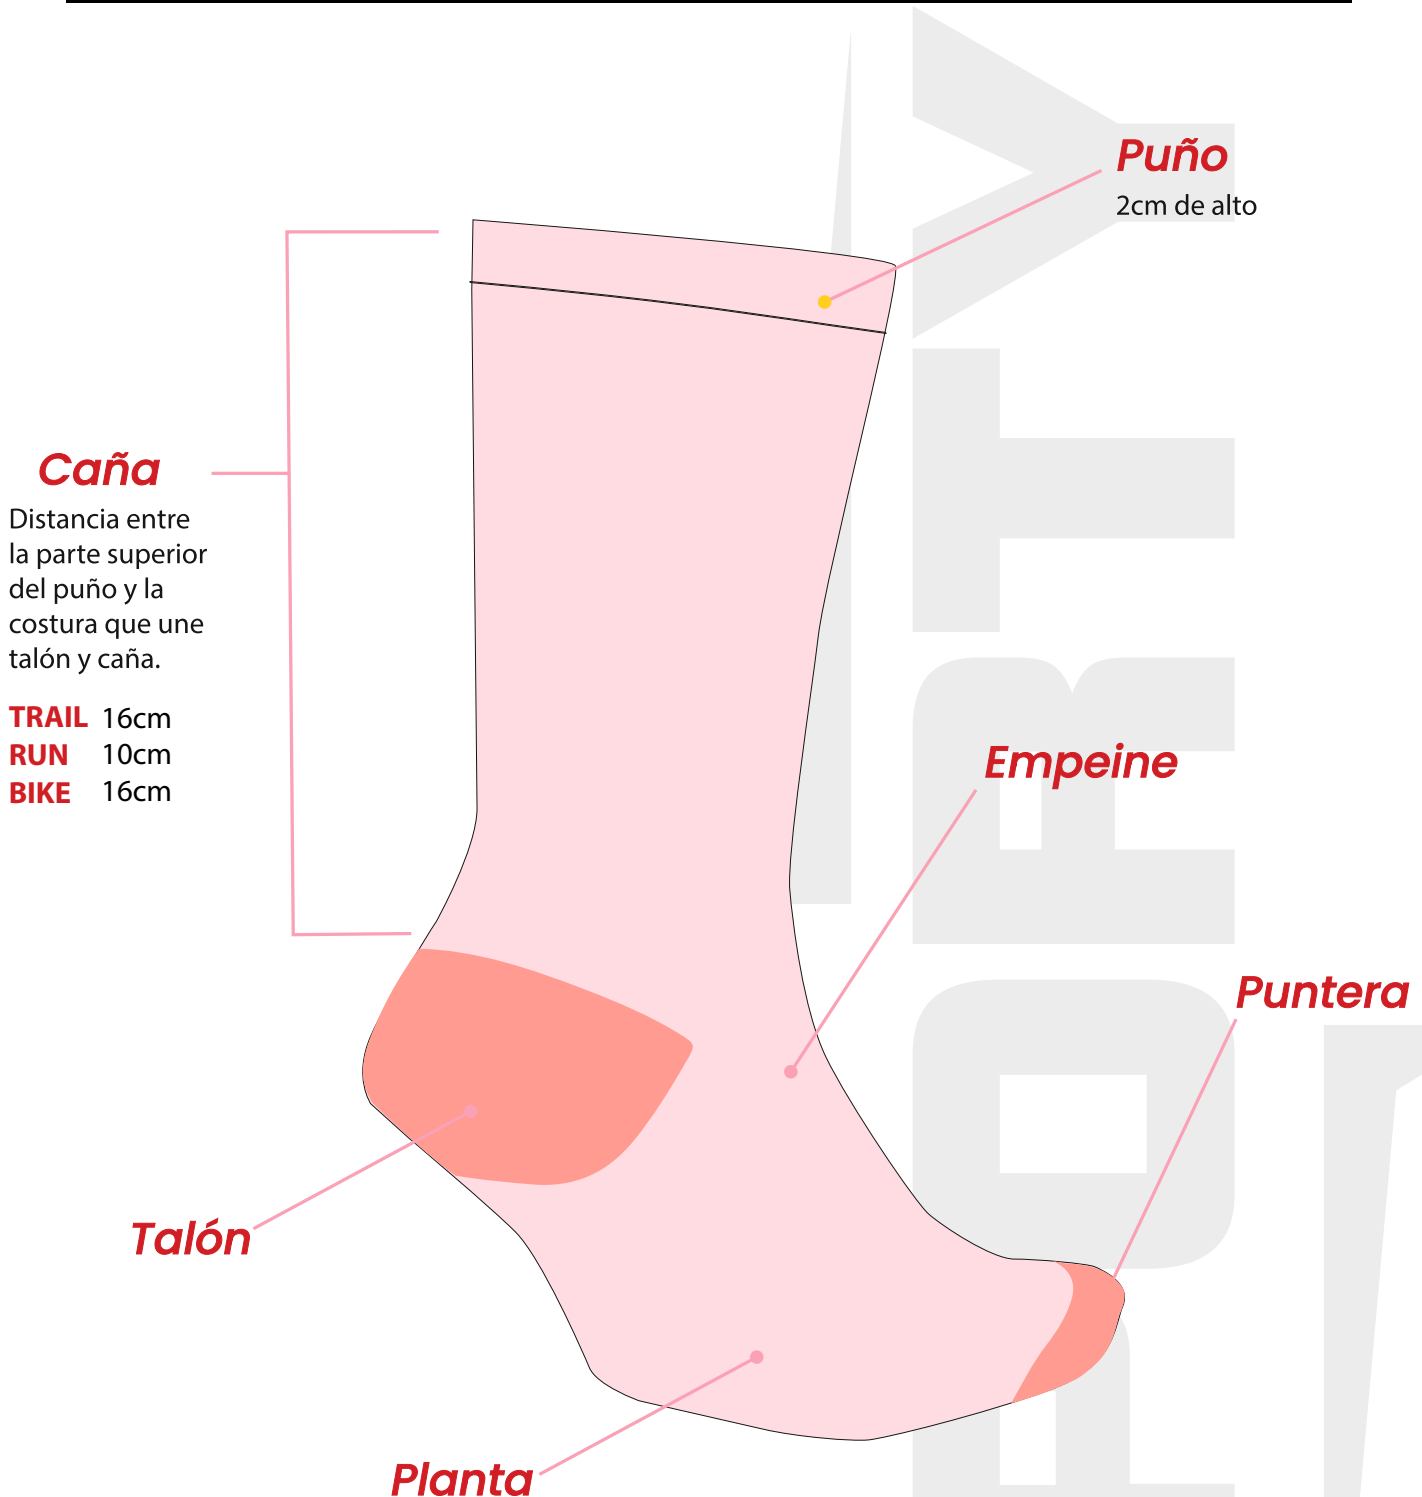 Puño
2cm de alto
Caña
Distancia entre
la parte superior
del puño y la
costura que une
talón y caña.
TRAIL 16cm
RUN 10cm
BIKE 16cm
Empeine
Puntera
Talón
Planta